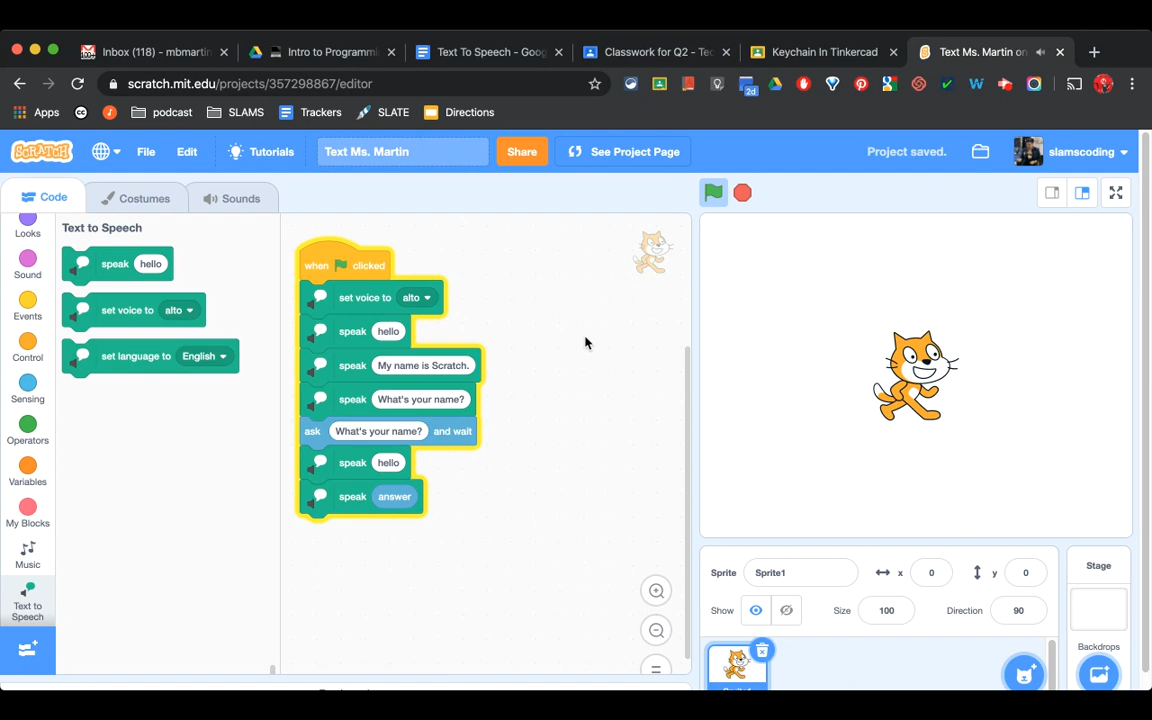 Inbox (118) - mbmartin
Intro to Programmi
Text To Speech - Goog
Classwork for Q2 - Tec
Keychain In Tinkercad
Text Ms. Martin on
scratch.mit.edu/projects/357298867/editor
2d
Apps
podcast
SLAMS
Trackers
SLATE
Directions
SCRATCH
File
Edit
Tutorials
Text Ms. Martin
Share
See Project Page
Project saved.
slamscoding
Code
Costumes
Sounds
Looks
Sound
Events
Control
Sensing
Operators
Variables
My Blocks
Music
Text to
Speech
Text to Speech
speak hello
set voice to alto
set language to English
when clicked
set voice to alto
speak hello
speak My name is Scratch.
speak What's your name?
ask What's your name? and wait
speak hello
speak answer
Sprite Sprite1 x 0 y 0
Show Size 100 Direction 90
Stage
Backdrops